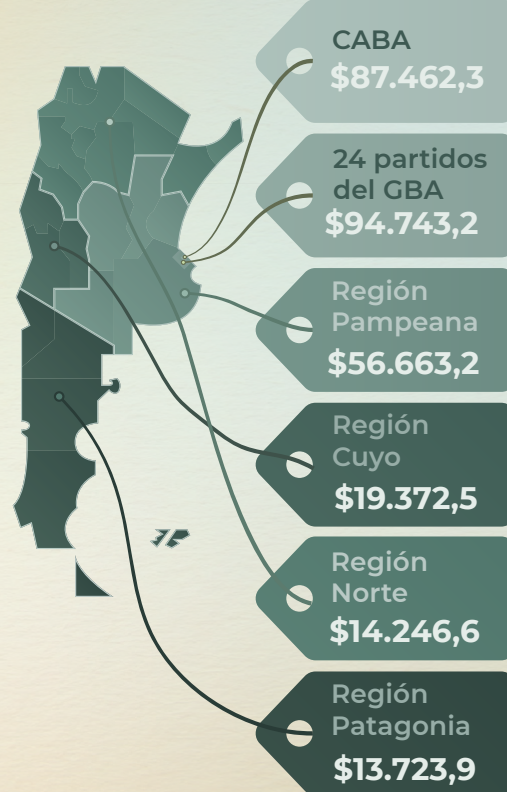 CABA
$87.462,3
24 partidos
del GBA
$94.743,2
Región
Pampeana
$56.663,2
Región
Cuyo
$19.372,5
Región
Norte
$14.246,6
Región
Patagonia
$13.723,9